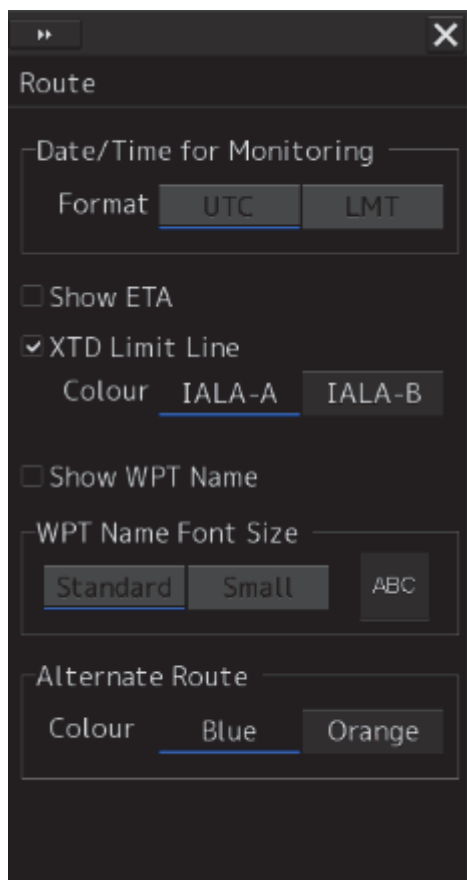 Route
Date/Time for Monitoring
Format UTC LMT
Show ETA
XTD Limit Line
Colour IALA-A IALA-B
Show WPT Name
WPT Name Font Size
Standard Small ABC
Alternate Route
Colour Blue Orange